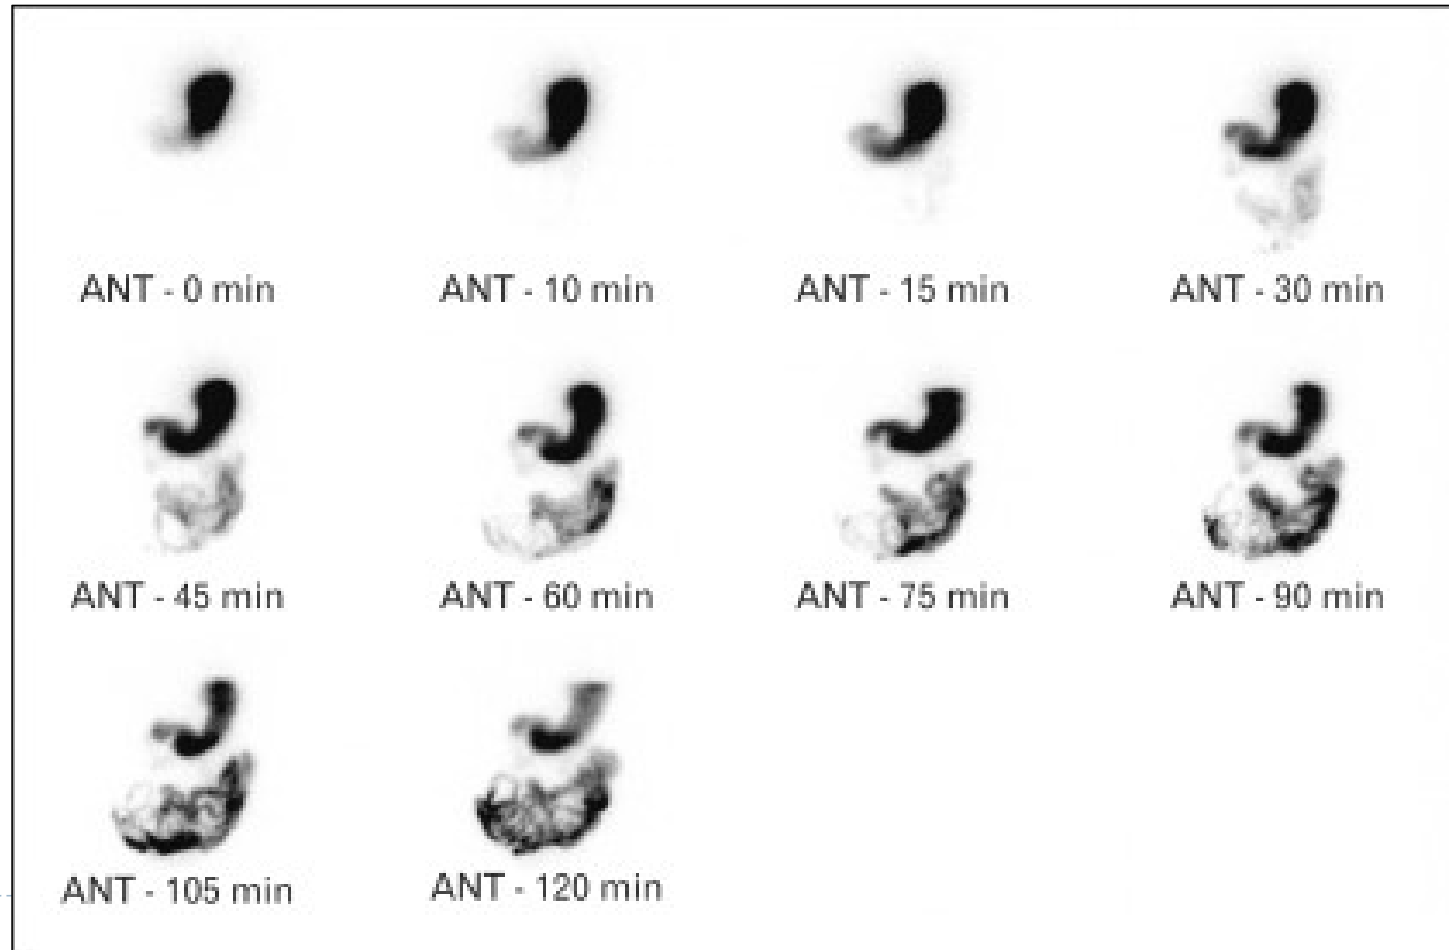 ANT - 0 min
ANT - 10 min
ANT - 15 min
ANT - 30 min
ANT - 45 min
ANT - 60 min
ANT - 75 min
ANT - 90 min
ANT - 105 min
ANT - 120 min